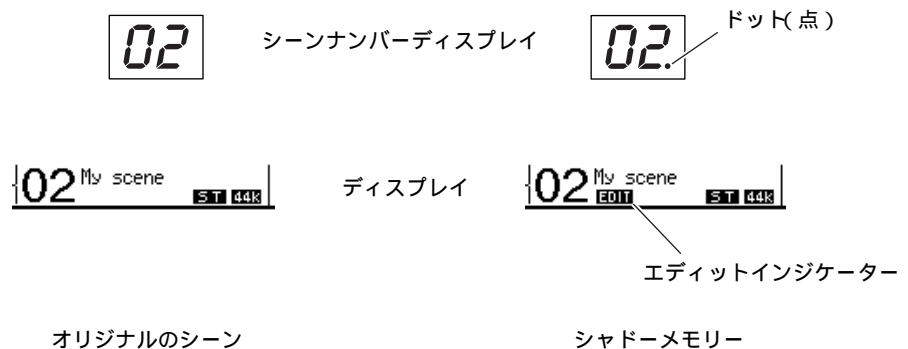 02 シーンナンバーディスプレイ 02. ドット(点)
02 My scene ST 44k ディスプレイ 02 My scene EDIT ST 44k
エディットインジケーター
オリジナルのシーン シャドーメモリー